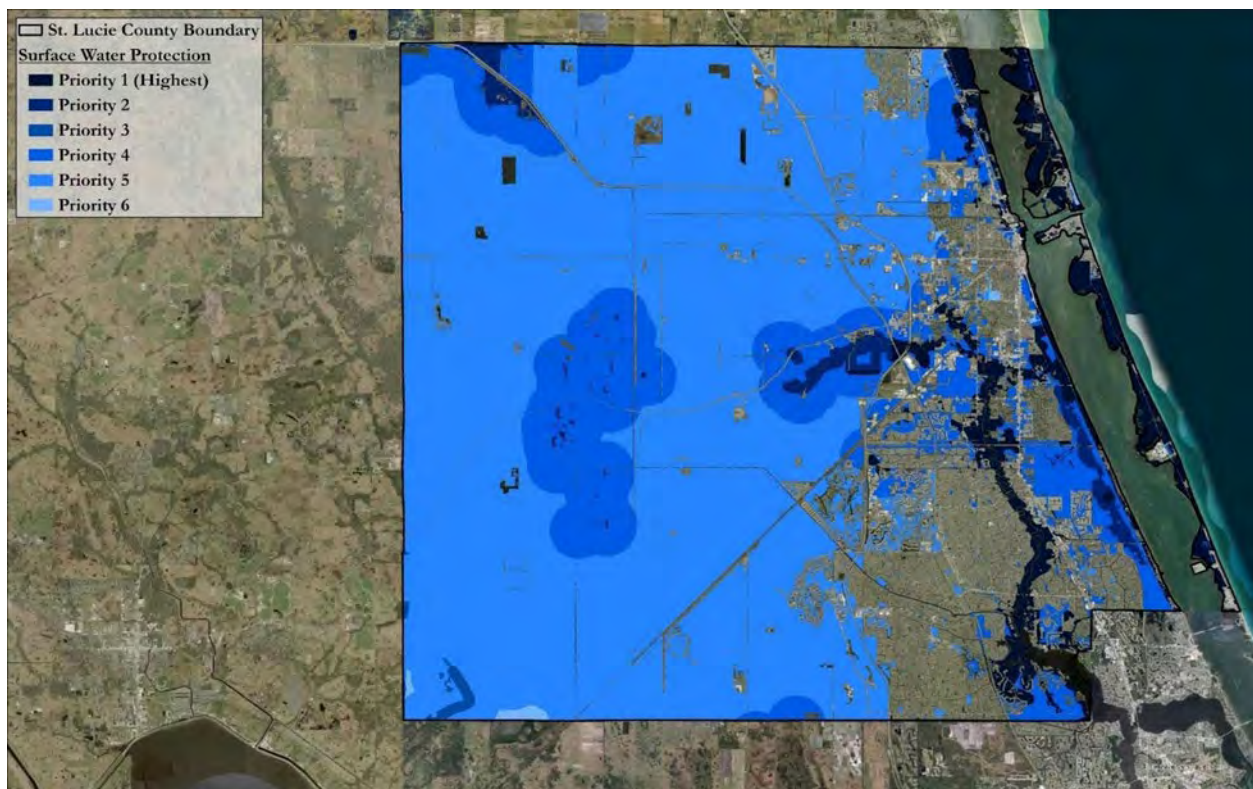 St. Lucie County Boundary
Surface Water Protection
Priority 1 (Highest)
Priority 2
Priority 3
Priority 4
Priority 5
Priority 6